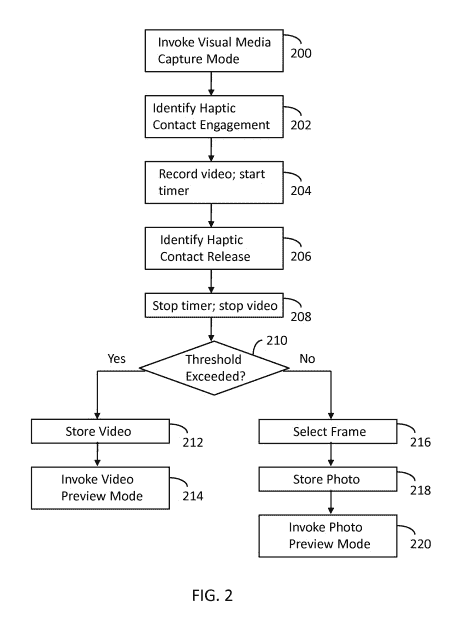 Invoke Visual Media
Capture Mode
200
Identify Haptic
Contact Engagement
202
Record video; start
timer
204
Identify Haptic
Contact Release
206
Stop timer; stop video
208
210
Threshold
Exceeded?
Yes
No
Store Video
212
Invoke Video
Preview Mode
214
Select Frame
216
Store Photo
218
Invoke Photo
Preview Mode
220
FIG. 2